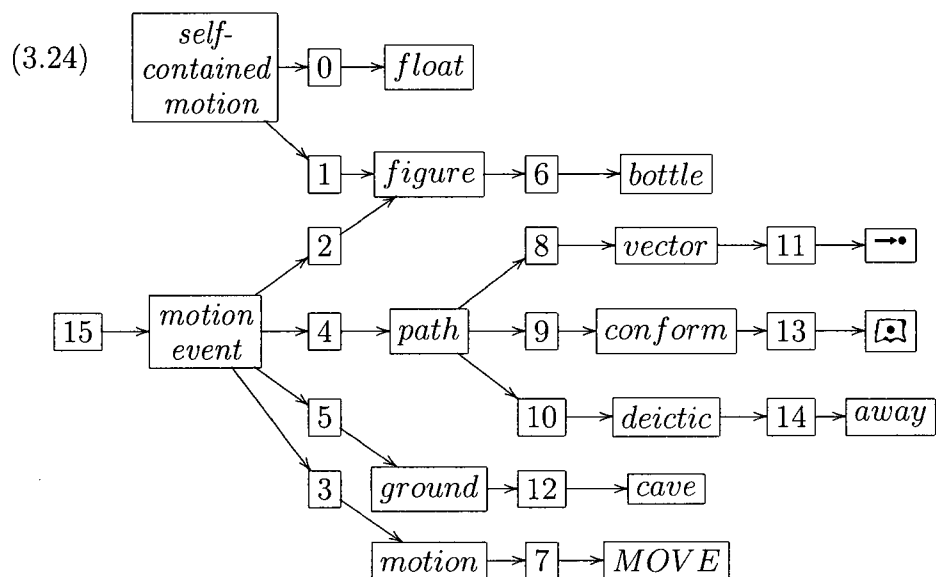 (3.24)
self-
contained
motion
0 float
1 figure 6 bottle
2
8 vector 11
15 motion
event
4 path 9 conform 13
10 deictic 14 away
5
3
ground 12 cave
motion 7 MOVE